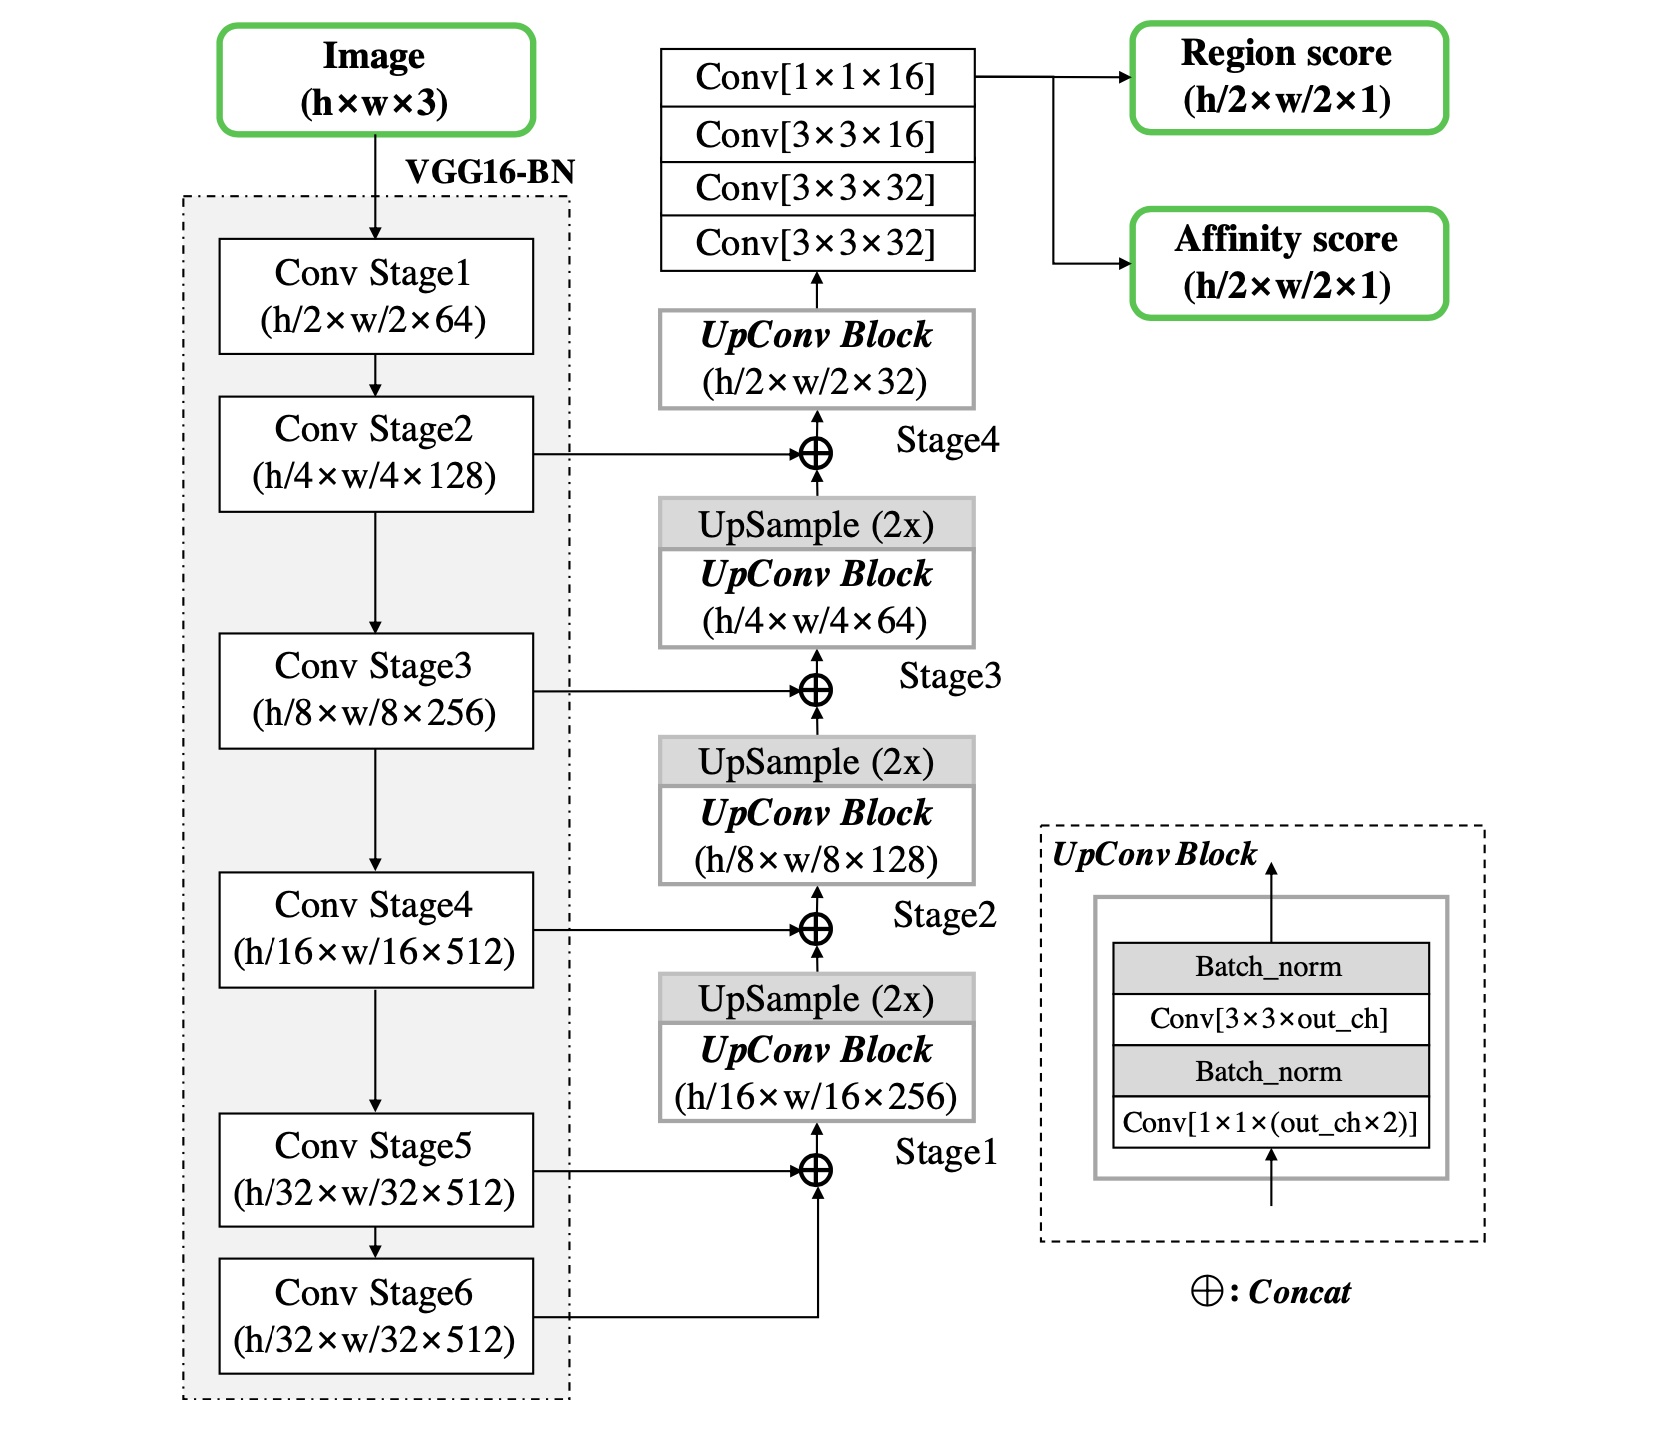 Image
(h×w×3)
VGG16-BN
Conv Stage1
(h/2×w/2×64)
Conv Stage2
(h/4×w/4×128)
Conv Stage3
(h/8×w/8×256)
Conv Stage4
(h/16×w/16×512)
Conv Stage5
(h/32×w/32×512)
Conv Stage6
(h/32×w/32×512)
Conv[1×1×16]
Conv[3×3×16]
Conv[3×3×32]
Conv[3×3×32]
UpConv Block
(h/2×w/2×32)
Stage4
UpSample (2x)
UpConv Block
(h/4×w/4×64)
Stage3
UpSample (2x)
UpConv Block
(h/8×w/8×128)
Stage2
UpSample (2x)
UpConv Block
(h/16×w/16×256)
Stage1
Region score
(h/2×w/2×1)
Affinity score
(h/2×w/2×1)
UpConv Block
Batch_norm
Conv[3×3×out_ch]
Batch_norm
Conv[1×1×(out_ch×2)]
⊕ : Concat